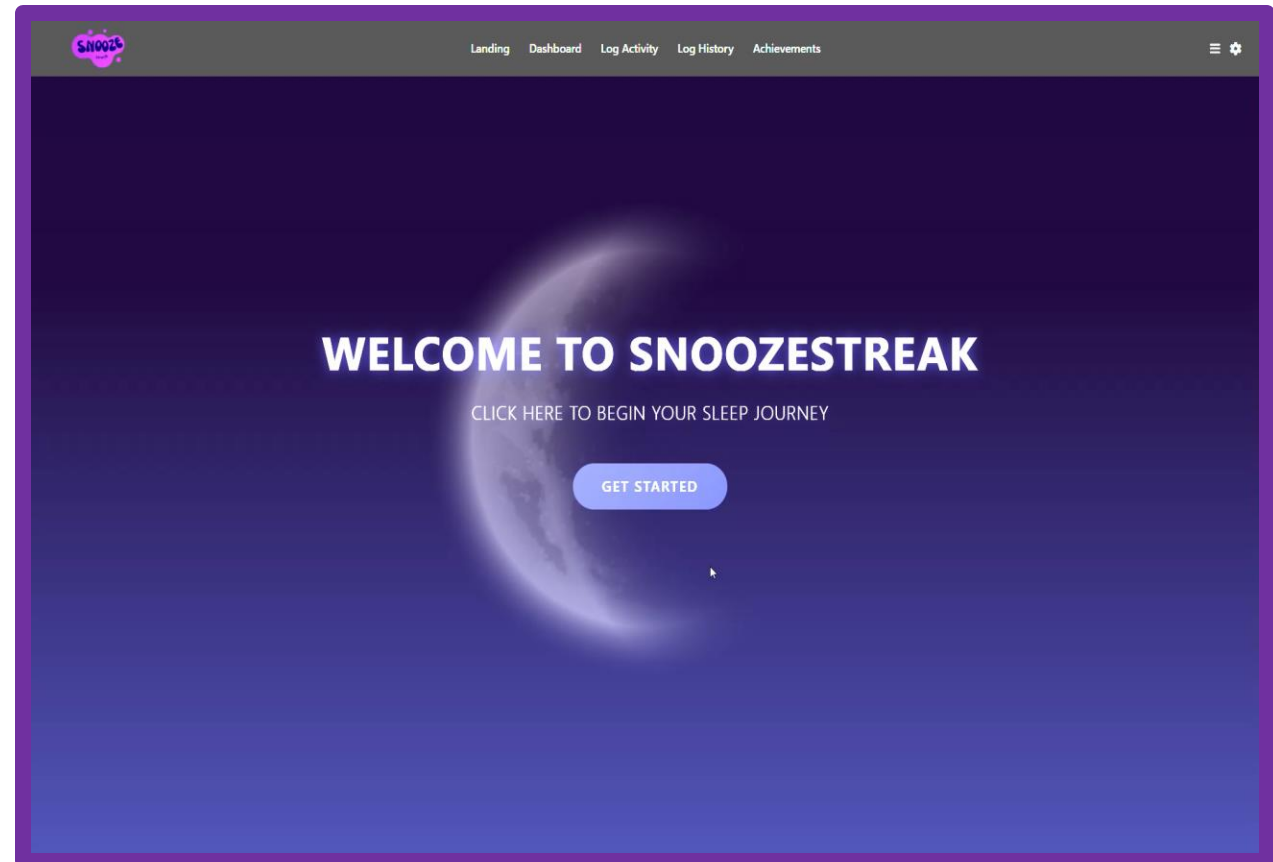 SNOOZE
Landing Dashboard Log Activity Log History Achievements
WELCOME TO SNOOZESTREAK
CLICK HERE TO BEGIN YOUR SLEEP JOURNEY
GET STARTED